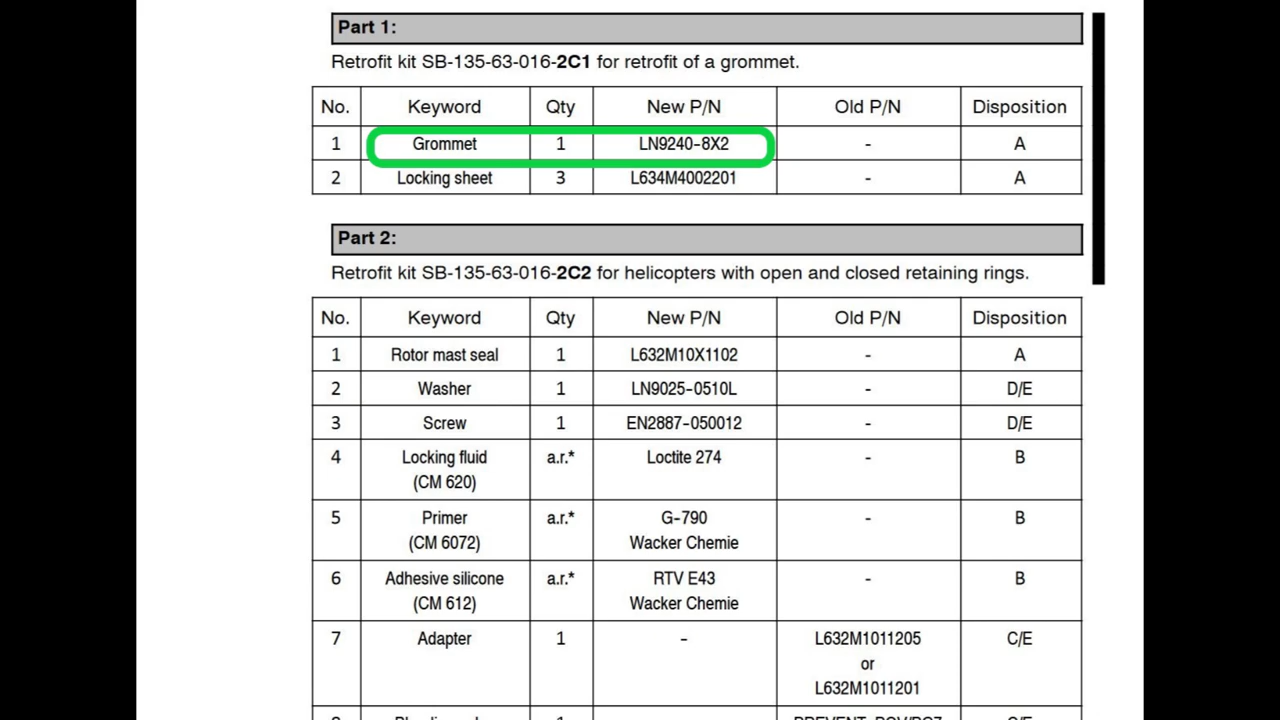 Part 1:
Retrofit kit SB-135-63-016-2C1 for retrofit of a grommet.
No. Keyword Qty New P/N Old P/N Disposition
1 Grommet 1 LN9240-8X2 - A
2 Locking sheet 3 L634M4002201 - A
Part 2:
Retrofit kit SB-135-63-016-2C2 for helicopters with open and closed retaining rings.
No. Keyword Qty New P/N Old P/N Disposition
1 Rotor mast seal 1 L632M10X1102 - A
2 Washer 1 LN9025-0510L - D/E
3 Screw 1 EN2887-050012 - D/E
4 Locking fluid a.r.* Loctite 274 - B
(CM 620)
5 Primer a.r.* G-790 - B
(CM 6072) Wacker Chemie
6 Adhesive silicone a.r.* RTV E43 - B
(CM 612) Wacker Chemie
7 Adapter 1 - L632M1011205 C/E
or
L632M1011201